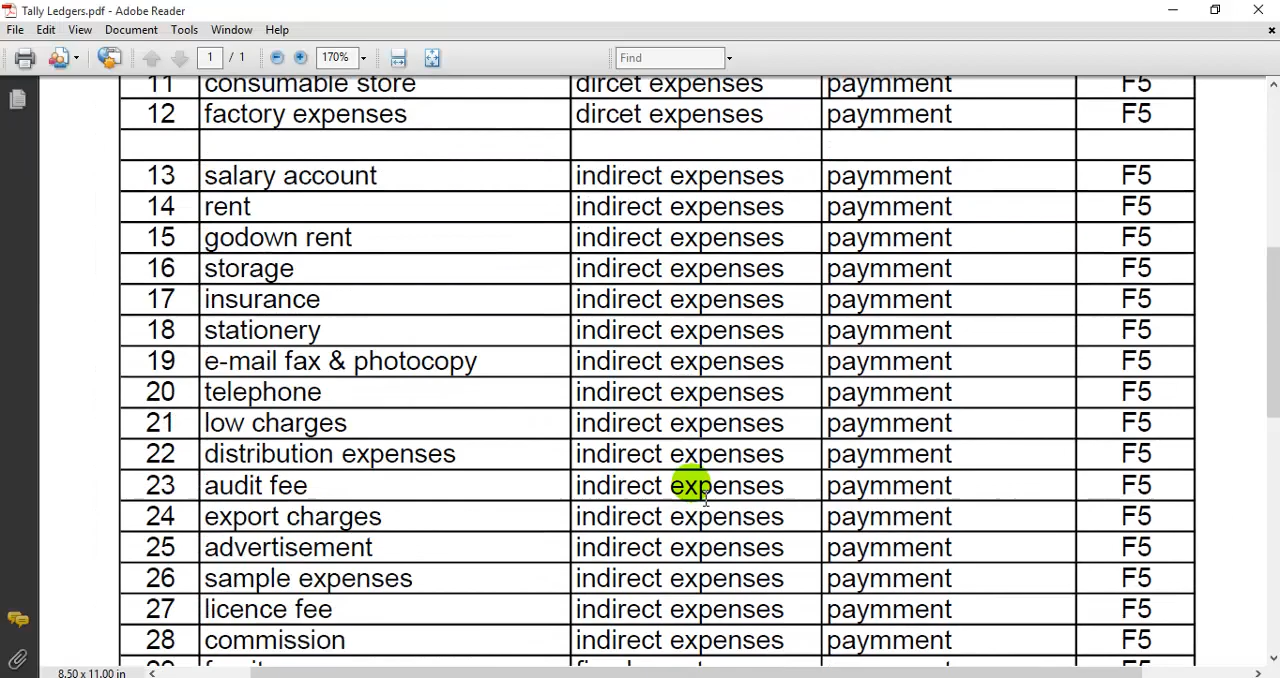 Tally Ledgers.pdf - Adobe Reader
File Edit View Document Tools Window Help
1 / 1 170% Find
11 consumable store dircet expenses paymment F5
12 factory expenses dircet expenses paymment F5
13 salary account indirect expenses paymment F5
14 rent indirect expenses paymment F5
15 godown rent indirect expenses paymment F5
16 storage indirect expenses paymment F5
17 insurance indirect expenses paymment F5
18 stationery indirect expenses paymment F5
19 e-mail fax & photocopy indirect expenses paymment F5
20 telephone indirect expenses paymment F5
21 low charges indirect expenses paymment F5
22 distribution expenses indirect expenses paymment F5
23 audit fee indirect expenses paymment F5
24 export charges indirect expenses paymment F5
25 advertisement indirect expenses paymment F5
26 sample expenses indirect expenses paymment F5
27 licence fee indirect expenses paymment F5
28 commission indirect expenses paymment F5
8.50 x 11.00 in